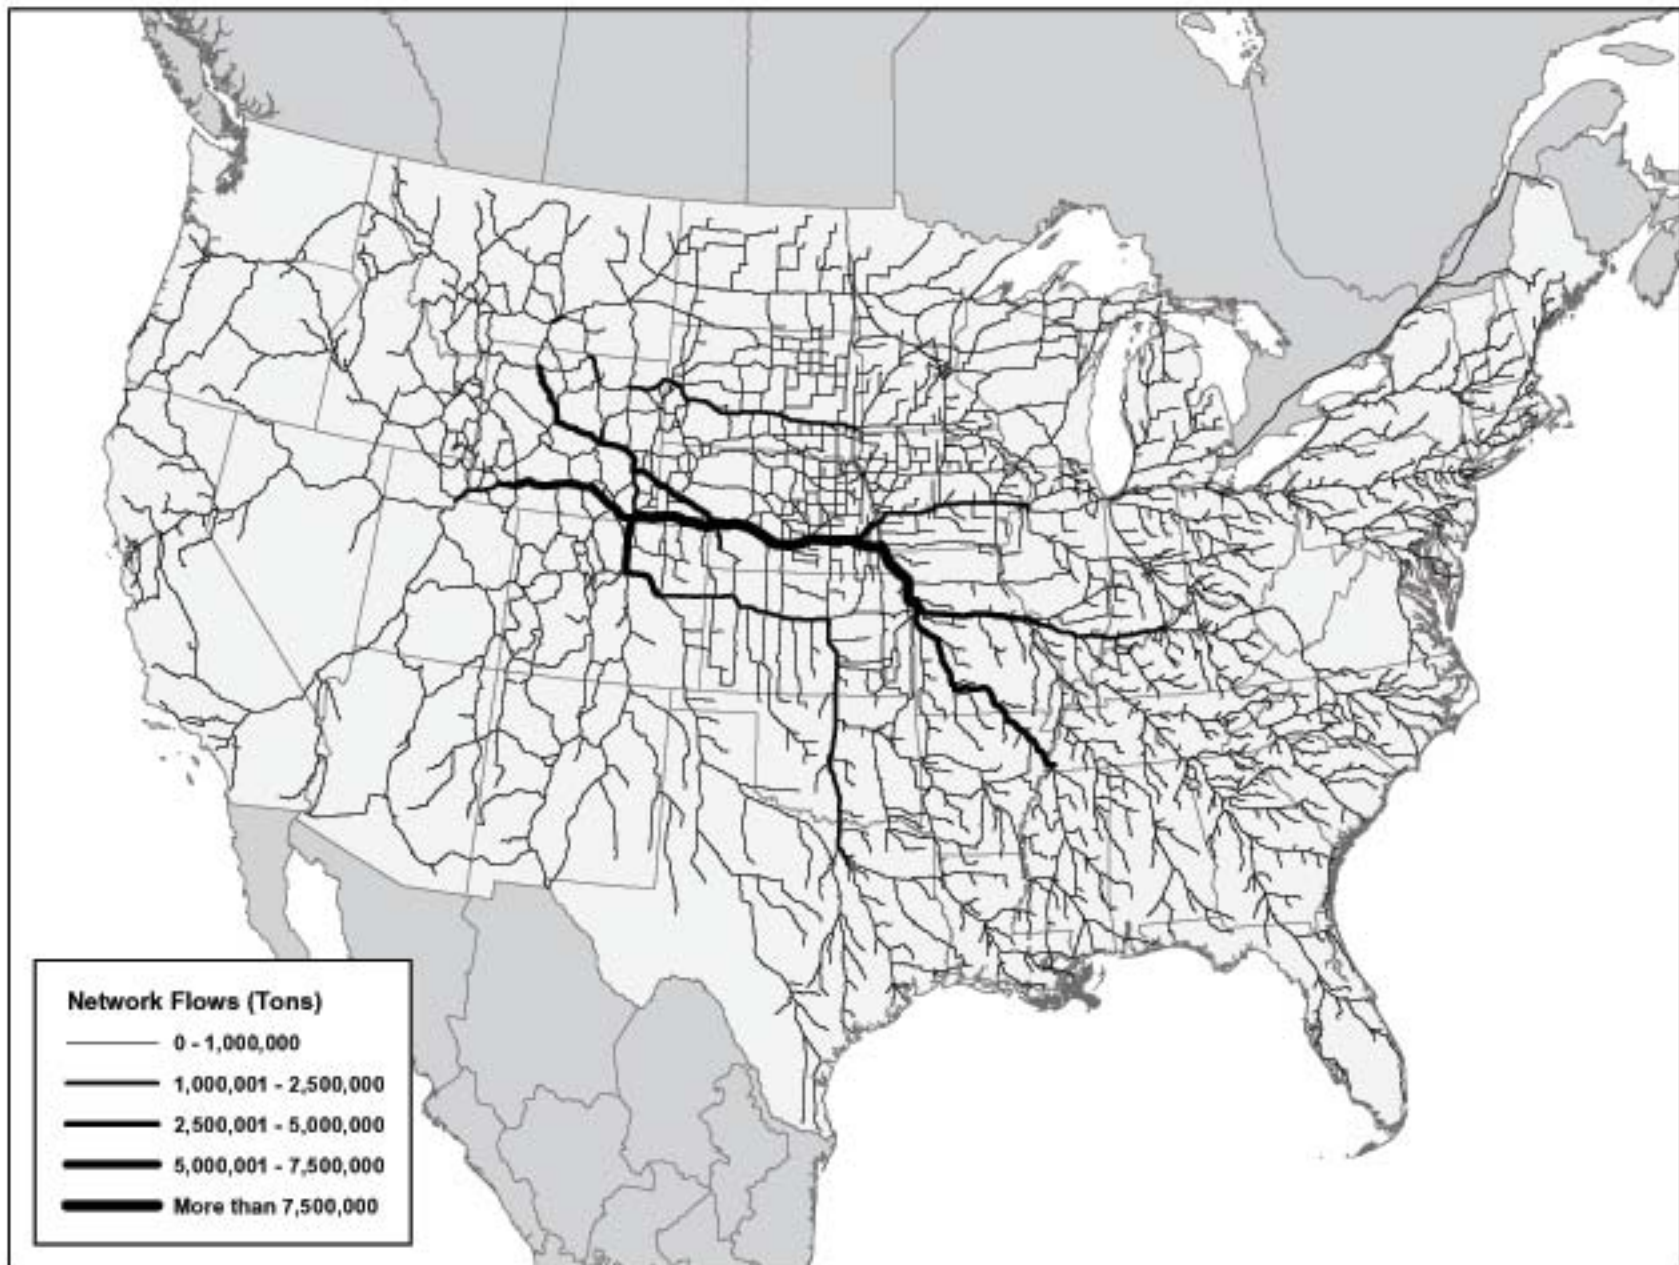 Network Flows (Tons)
0 - 1,000,000
1,000,001 - 2,500,000
2,500,001 - 5,000,000
5,000,001 - 7,500,000
More than 7,500,000